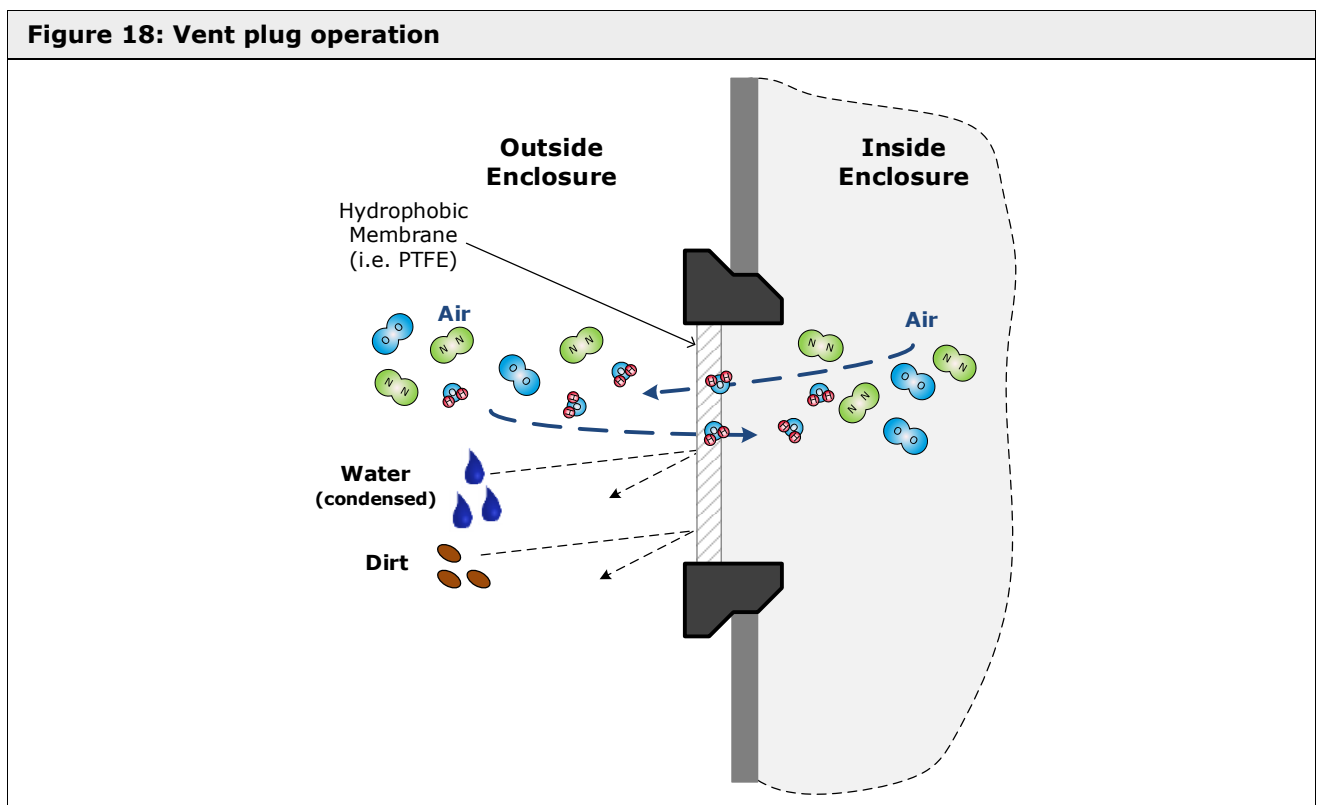 Figure 18: Vent plug operation
Outside
Enclosure
Inside
Enclosure
Hydrophobic
Membrane
(i.e. PTFE)
Air
Air
O O
N N
N N
O O
N N
H O H
H O H
H O H
H O H
H O H
N N
N N
O O
H O H
N N
H O H
O O
Water
(condensed)
Dirt